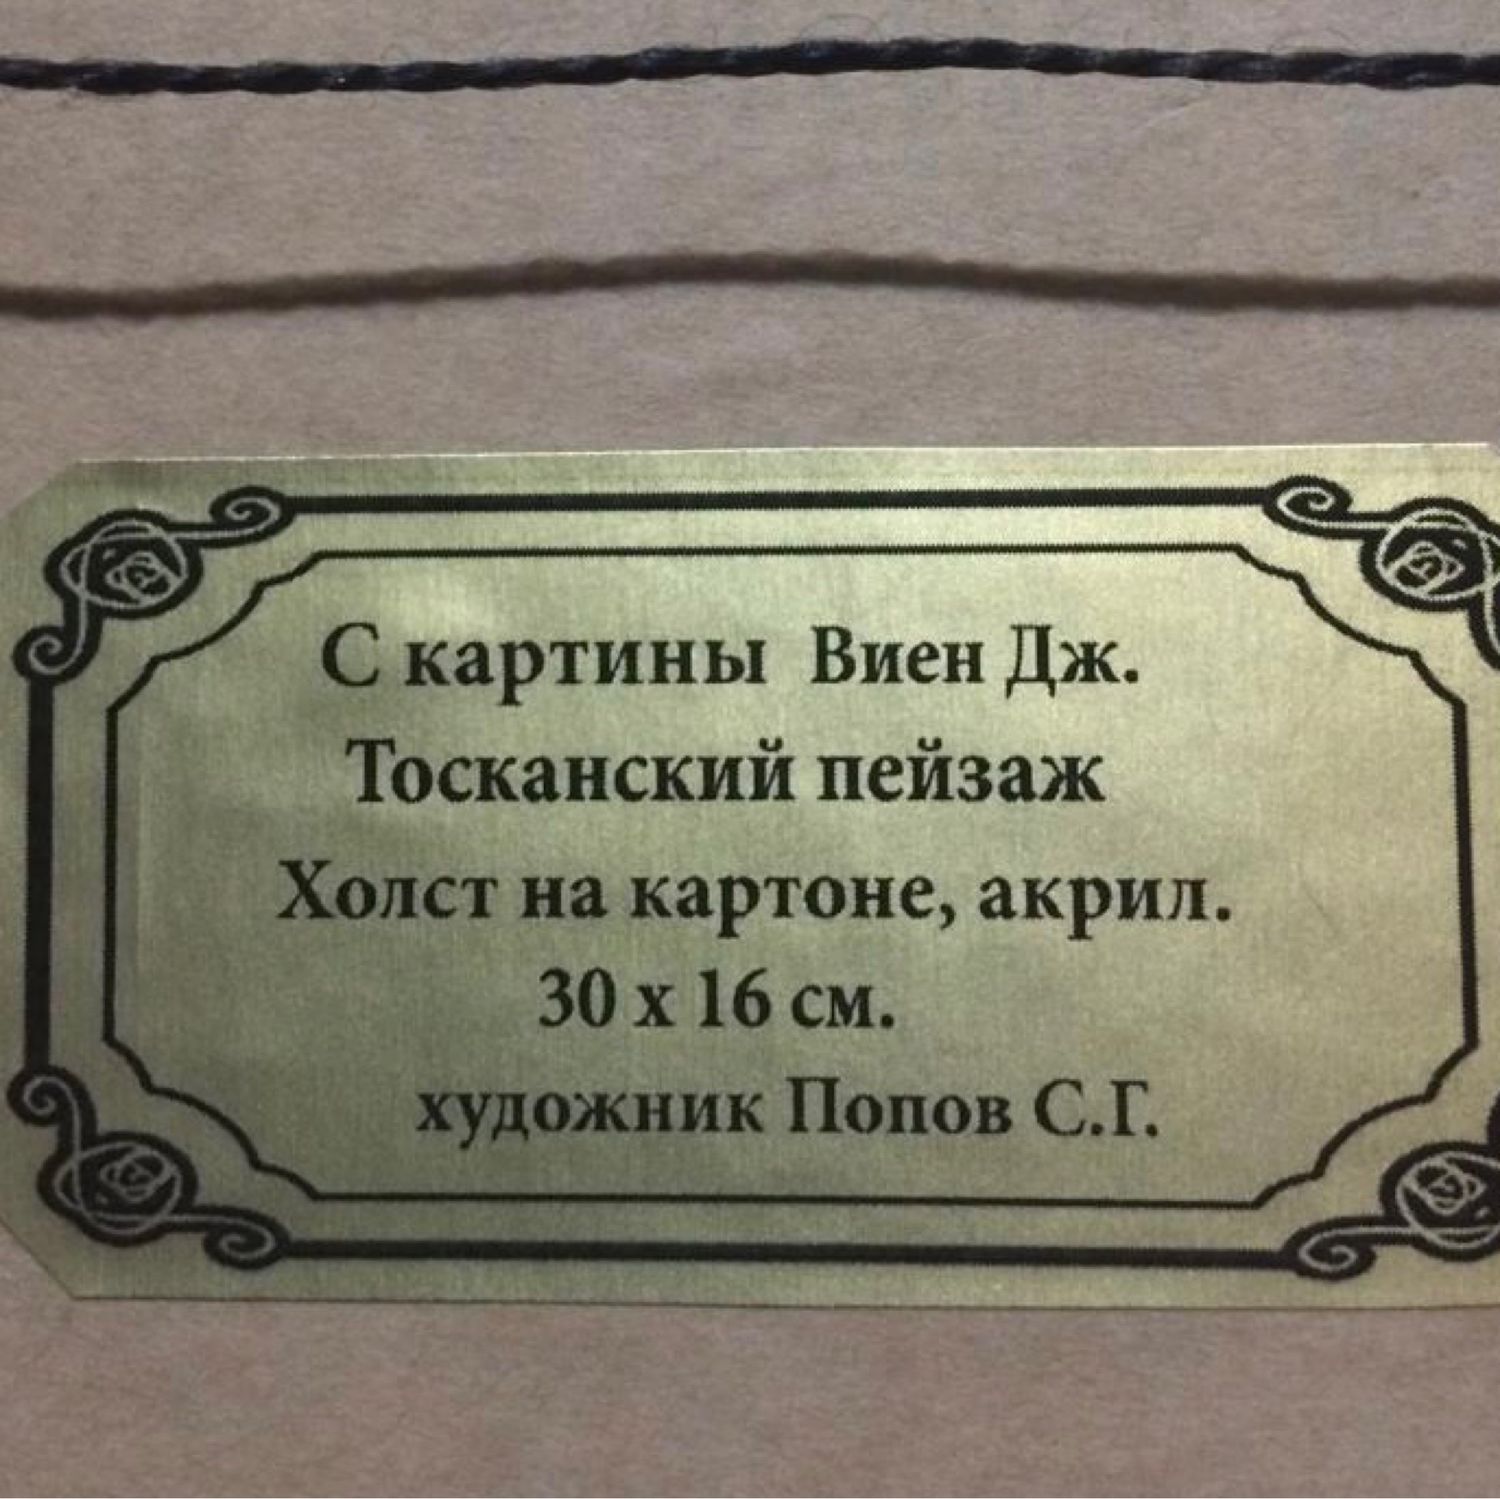 С картины Виен Дж.
Тосканский пейзаж
Холст на картоне, акрил.
30 х 16 см.
художник Попов С.Г.